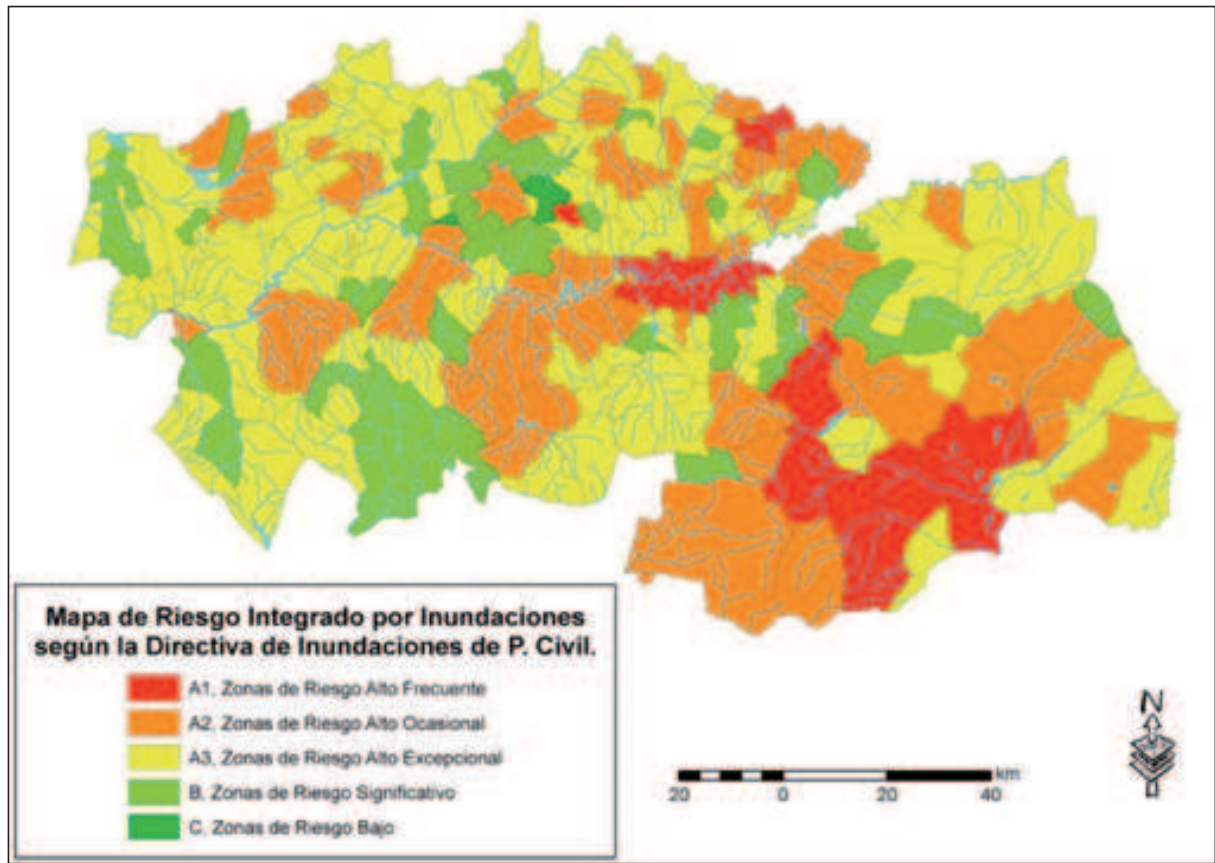 Mapa de Riesgo Integrado por Inundaciones
según la Directiva de Inundaciones de P. Civil.
A1, Zonas de Riesgo Alto Frecuente
A2, Zonas de Riesgo Alto Ocasional
A3, Zonas de Riesgo Alto Excepcional
B, Zonas de Riesgo Significativo
C, Zonas de Riesgo Bajo
N
km
20 0 20 40